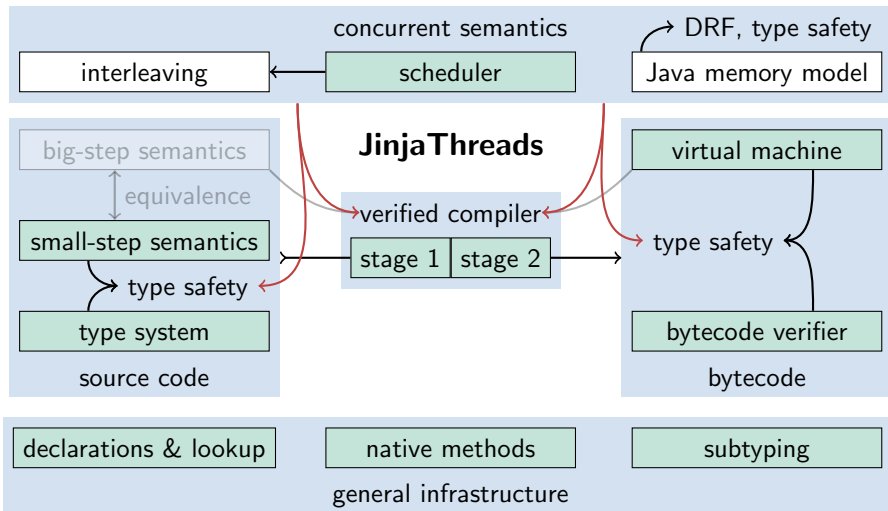 concurrent semantics
DRF, type safety
interleaving
scheduler
Java memory model
JinjaThreads
big-step semantics
virtual machine
equivalence
verified compiler
small-step semantics
type safety
stage 1
stage 2
type safety
type system
bytecode verifier
source code
bytecode
declarations & lookup
native methods
subtyping
general infrastructure